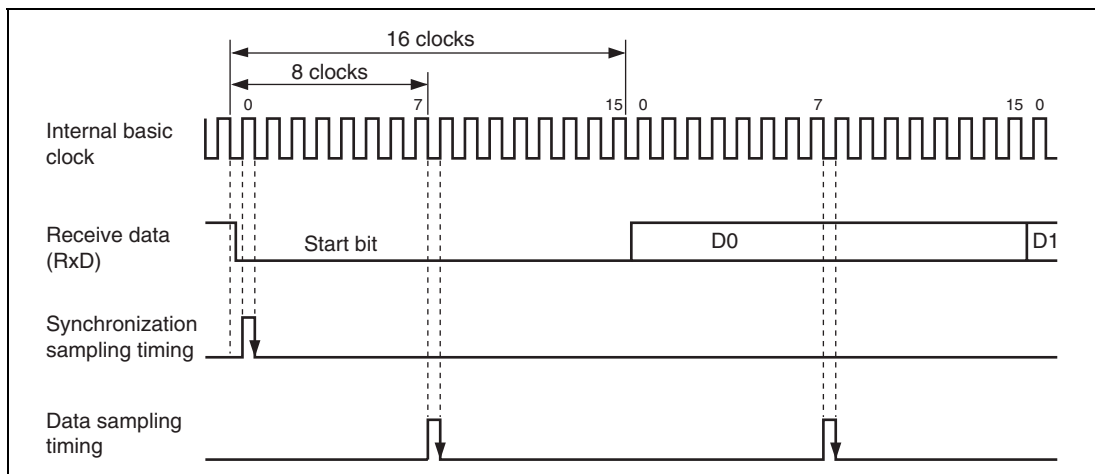 16 clocks
8 clocks
0 7 15 0 7 15 0
Internal basic
clock
Receive data
(RxD)
Start bit D0 D1
Synchronization
sampling timing
Data sampling
timing